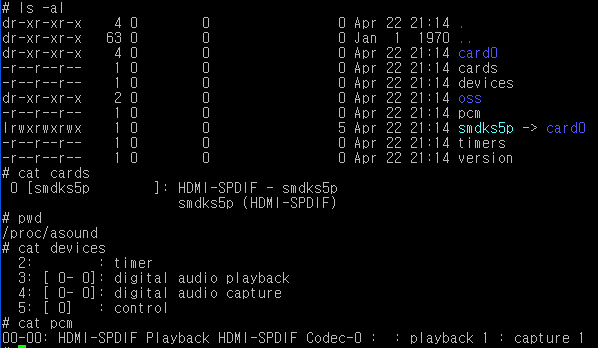 # ls -al
dr-xr-xr-x 4 0 0 0 Apr 22 21:14 .
dr-xr-xr-x 63 0 0 0 Jan 1 1970 ..
dr-xr-xr-x 4 0 0 0 Apr 22 21:14 card0
-r--r--r-- 1 0 0 0 Apr 22 21:14 cards
-r--r--r-- 1 0 0 0 Apr 22 21:14 devices
dr-xr-xr-x 2 0 0 0 Apr 22 21:14 oss
-r--r--r-- 1 0 0 0 Apr 22 21:14 pcm
lrwxrwxrwx 1 0 0 5 Apr 22 21:14 smdks5p -> card0
-r--r--r-- 1 0 0 0 Apr 22 21:14 timers
-r--r--r-- 1 0 0 0 Apr 22 21:14 version
# cat cards
0 [smdks5p ]: HDMI-SPDIF - smdks5p
smdks5p (HDMI-SPDIF)
# pwd
/proc/asound
# cat devices
2: : timer
3: [ 0- 0]: digital audio playback
4: [ 0- 0]: digital audio capture
5: [ 0] : control
# cat pcm
00-00: HDMI-SPDIF Playback HDMI-SPDIF Codec-0 : : playback 1 : capture 1
#